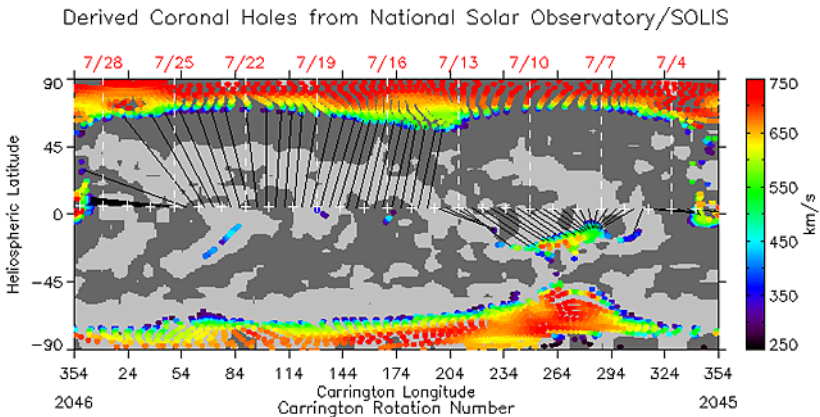 Derived Coronal Holes from National Solar Observatory/SOLIS
7/28 7/25 7/22 7/19 7/16 7/13 7/10 7/7 7/4
90
45
0
−45
−90
Heliospheric Latitude
750
650
550
450
350
250
km/s
354 24 54 84 114 144 174 204 234 264 294 324 354
2046 Carrington Longitude 2045
Carrington Rotation Number